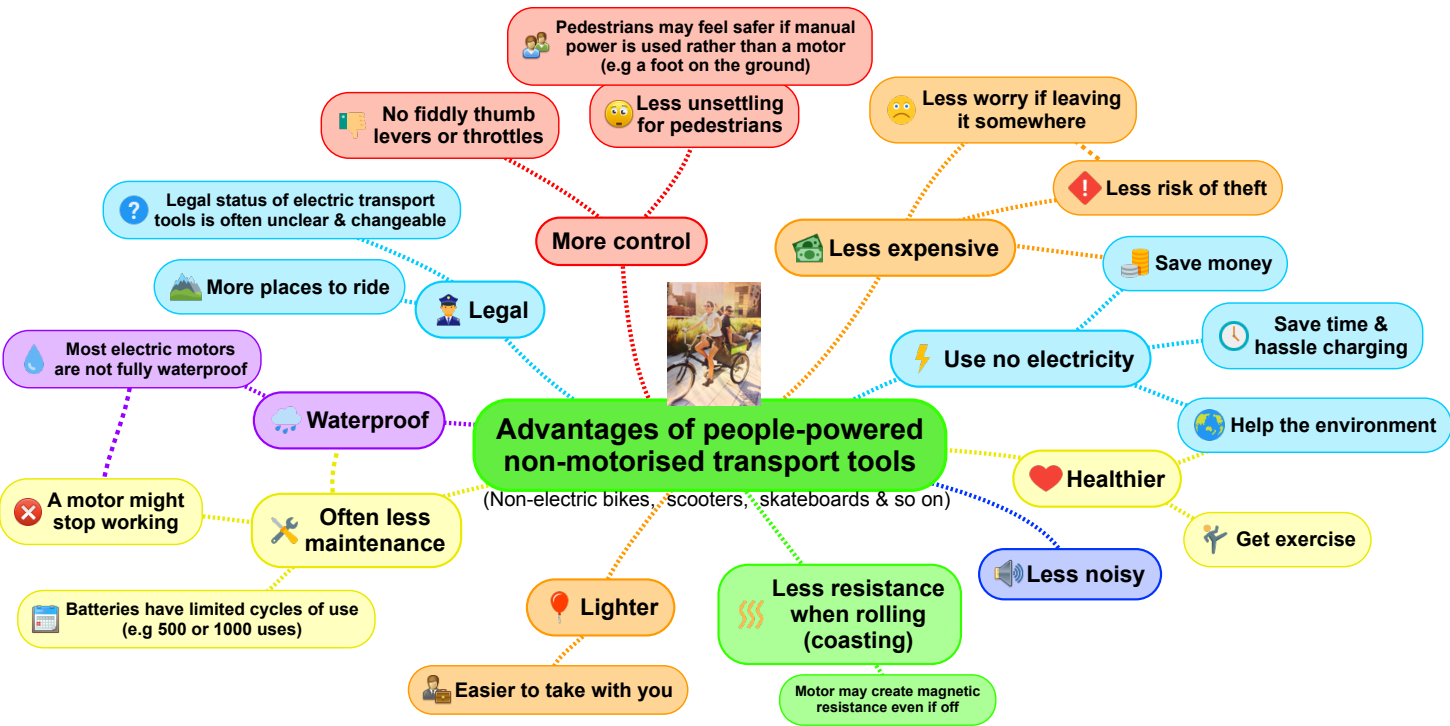 Pedestrians may feel safer if manual
power is used rather than a motor
(e.g a foot on the ground)
Less unsettling
for pedestrians
No fiddly thumb
levers or throttles
More control
Less worry if leaving
it somewhere
Less risk of theft
Less expensive
Save money
Legal status of electric transport
tools is often unclear & changeable
More places to ride
Legal
Use no electricity
Save time &
hassle charging
Help the environment
Most electric motors
are not fully waterproof
Waterproof
Advantages of people-powered
non-motorised transport tools
(Non-electric bikes, scooters, skateboards & so on)
Healthier
Get exercise
A motor might
stop working
Often less
maintenance
Batteries have limited cycles of use
(e.g 500 or 1000 uses)
Lighter
Easier to take with you
Less resistance
when rolling
(coasting)
Motor may create magnetic
resistance even if off
Less noisy